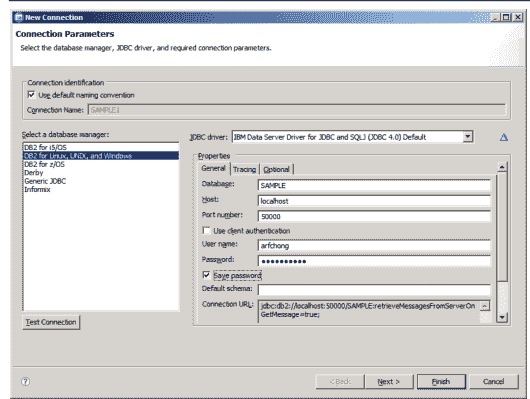 New Connection
Connection Parameters
Select the database manager, JDBC driver, and required connection parameters.
Connection identification
Use default naming convention
Connection Name: SAMPLE1
Select a database manager:
DB2 for i5/OS
DB2 for Linux, UNIX, and Windows
DB2 for z/OS
Derby
Generic JDBC
Informix
Test Connection
JDBC driver: IBM Data Server Driver for JDBC and SQLJ (JDBC 4.0) Default
Properties
General Tracing Optional
Database: SAMPLE
Host: localhost
Port number: 50000
Use client authentication
User name: arfchong
Password: ●●●●●●●●●●
Save password
Default schema:
Connection URL: jdbc:db2://localhost:50000/SAMPLE:retrieveMessagesFromServerOn
GetMessage=true;
< Back Next > Finish Cancel